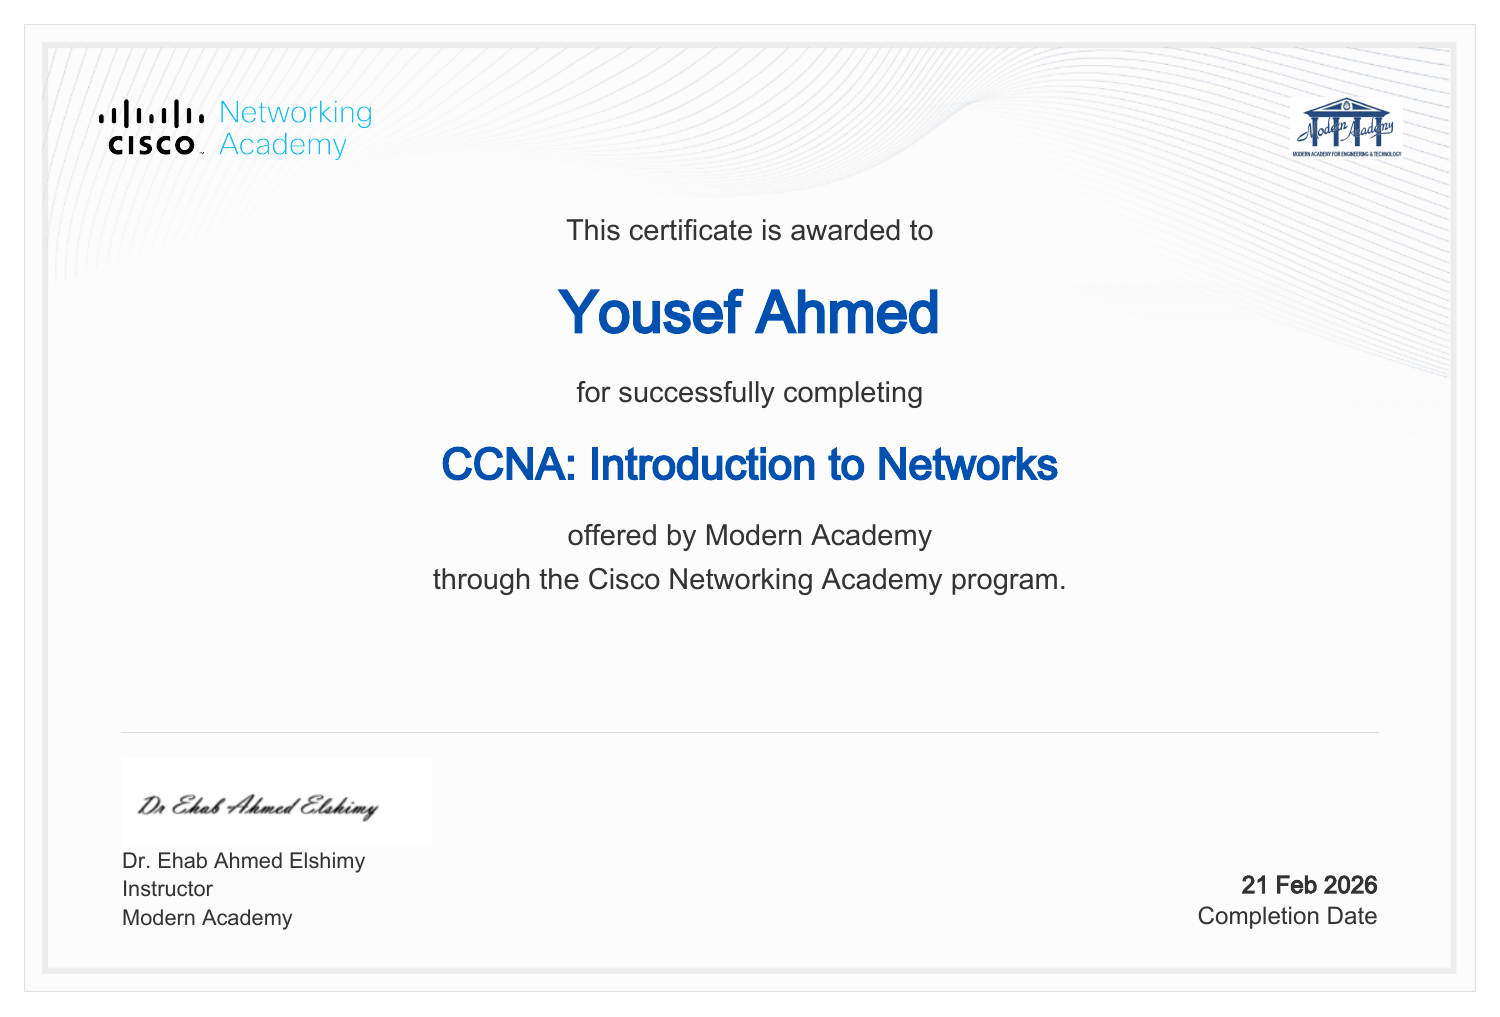 CISCO
Networking
Academy
Modern Academy
MODERN ACADEMY FOR ENGINEERING & TECHNOLOGY
This certificate is awarded to
Yousef Ahmed
for successfully completing
CCNA: Introduction to Networks
offered by Modern Academy
through the Cisco Networking Academy program.
Dr Ehab Ahmed Elshimy
Dr. Ehab Ahmed Elshimy
Instructor
Modern Academy
21 Feb 2026
Completion Date